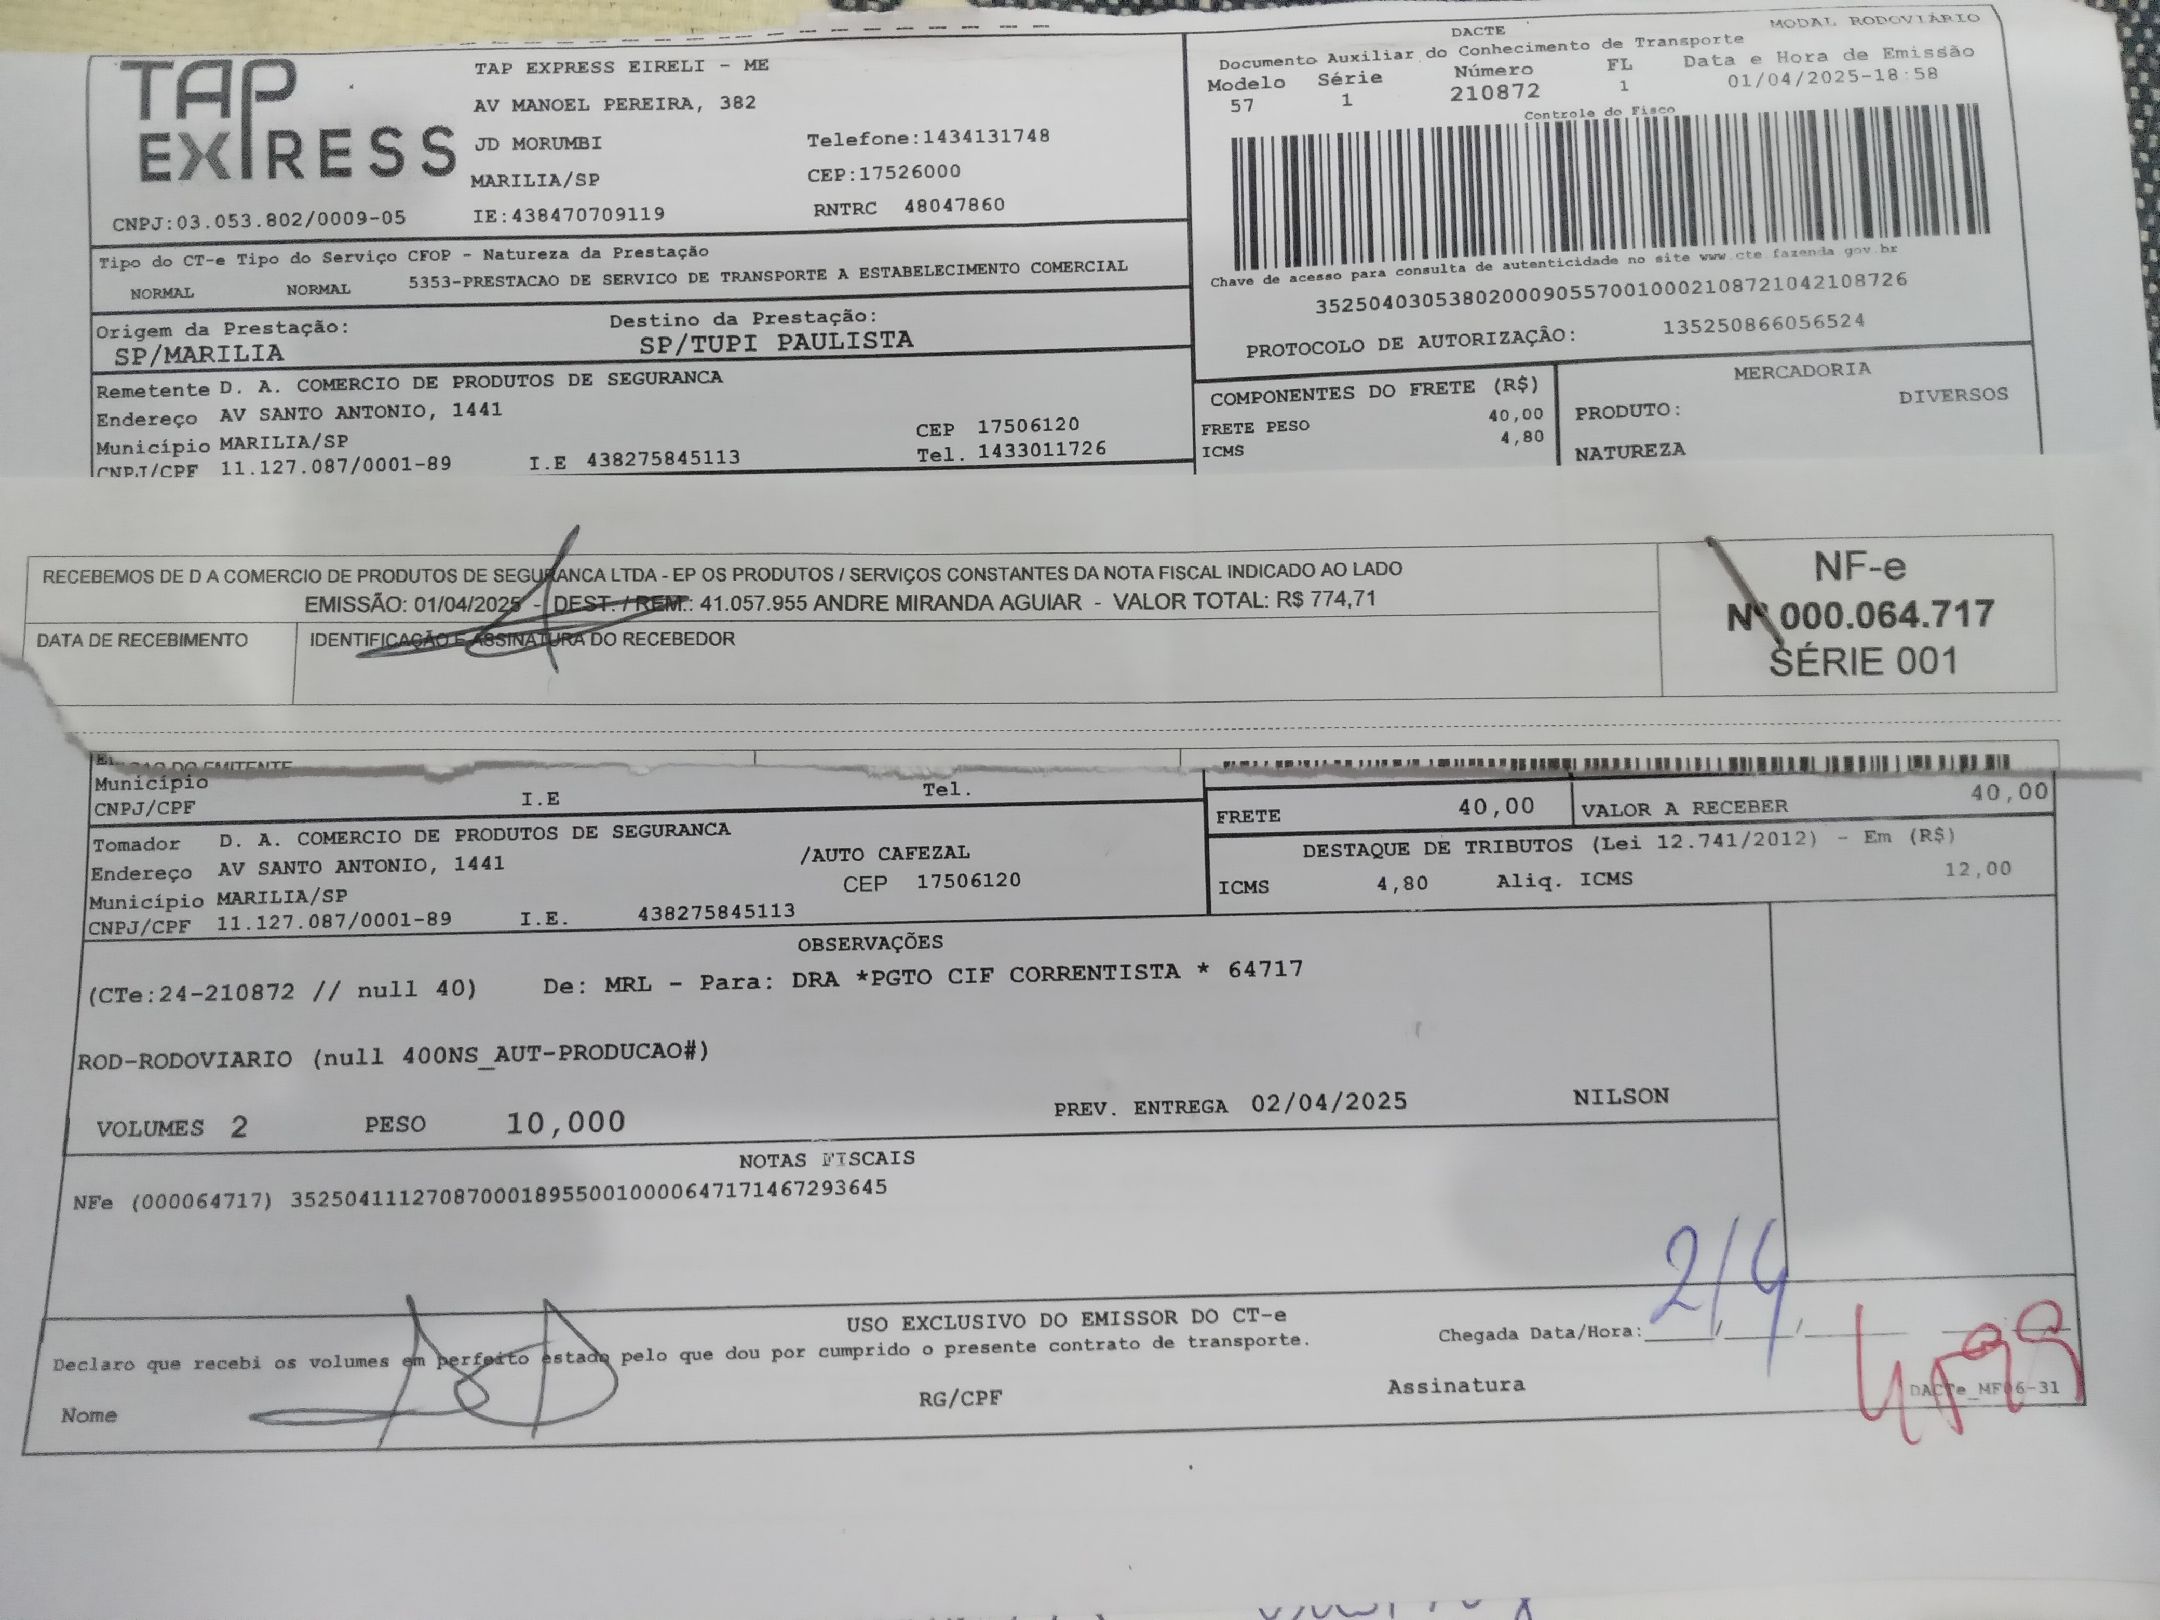 TAP EXPRESS
TAP EXPRESS EIRELI - ME
AV MANOEL PEREIRA, 382
JD MORUMBI Telefone:1434131748
MARILIA/SP CEP:17526000
CNPJ:03.053.802/0009-05 IE:438470709119 RNTRC 48047860
DACTE MODAL RODOVIÁRIO
Documento Auxiliar do Conhecimento de Transporte
Modelo Série Número FL Data e Hora de Emissão
57 1 210872 1 01/04/2025-18:58
Controle do Fisco
Chave de acesso para consulta de autenticidade no site www.cte.fazenda.gov.br
35250403053802000905570010002108721042108726
PROTOCOLO DE AUTORIZAÇÃO: 135250866056524
Tipo do CT-e Tipo do Serviço CFOP - Natureza da Prestação
NORMAL NORMAL 5353-PRESTACAO DE SERVICO DE TRANSPORTE A ESTABELECIMENTO COMERCIAL
Origem da Prestação: Destino da Prestação:
SP/MARILIA SP/TUPI PAULISTA
Remetente D. A. COMERCIO DE PRODUTOS DE SEGURANCA
Endereço AV SANTO ANTONIO, 1441
Município MARILIA/SP CEP 17506120
CNPJ/CPF 11.127.087/0001-89 I.E 438275845113 Tel. 1433011726
COMPONENTES DO FRETE (R$)
FRETE PESO 40,00
ICMS 4,80
MERCADORIA
PRODUTO: DIVERSOS
NATUREZA
RECEBEMOS DE D A COMERCIO DE PRODUTOS DE SEGURANCA LTDA - EP OS PRODUTOS / SERVIÇOS CONSTANTES DA NOTA FISCAL INDICADO AO LADO
EMISSÃO: 01/04/2025 - DEST. / REM.: 41.057.955 ANDRE MIRANDA AGUIAR - VALOR TOTAL: R$ 774,71
DATA DE RECEBIMENTO IDENTIFICAÇÃO E ASSINATURA DO RECEBEDOR
NF-e
Nº 000.064.717
SÉRIE 001
DO EMITENTE
Município
CNPJ/CPF I.E Tel.
FRETE 40,00 VALOR A RECEBER 40,00
Tomador D. A. COMERCIO DE PRODUTOS DE SEGURANCA
Endereço AV SANTO ANTONIO, 1441 /AUTO CAFEZAL
Município MARILIA/SP CEP 17506120
CNPJ/CPF 11.127.087/0001-89 I.E. 438275845113
DESTAQUE DE TRIBUTOS (Lei 12.741/2012) - Em (R$)
ICMS 4,80 Aliq. ICMS 12,00
OBSERVAÇÕES
(CTe:24-210872 // null 40) De: MRL - Para: DRA *PGTO CIF CORRENTISTA * 64717
ROD-RODOVIARIO (null 400NS_AUT-PRODUCAO#)
VOLUMES 2 PESO 10,000 PREV. ENTREGA 02/04/2025 NILSON
NOTAS FISCAIS
NFe (000064717) 35250411127087000189550010000647171467293645
2/4
USO EXCLUSIVO DO EMISSOR DO CT-e
Declaro que recebi os volumes em perfeito estado pelo que dou por cumprido o presente contrato de transporte. Chegada Data/Hora:_____/_____/
Nome RG/CPF Assinatura DACTe_MF06-31